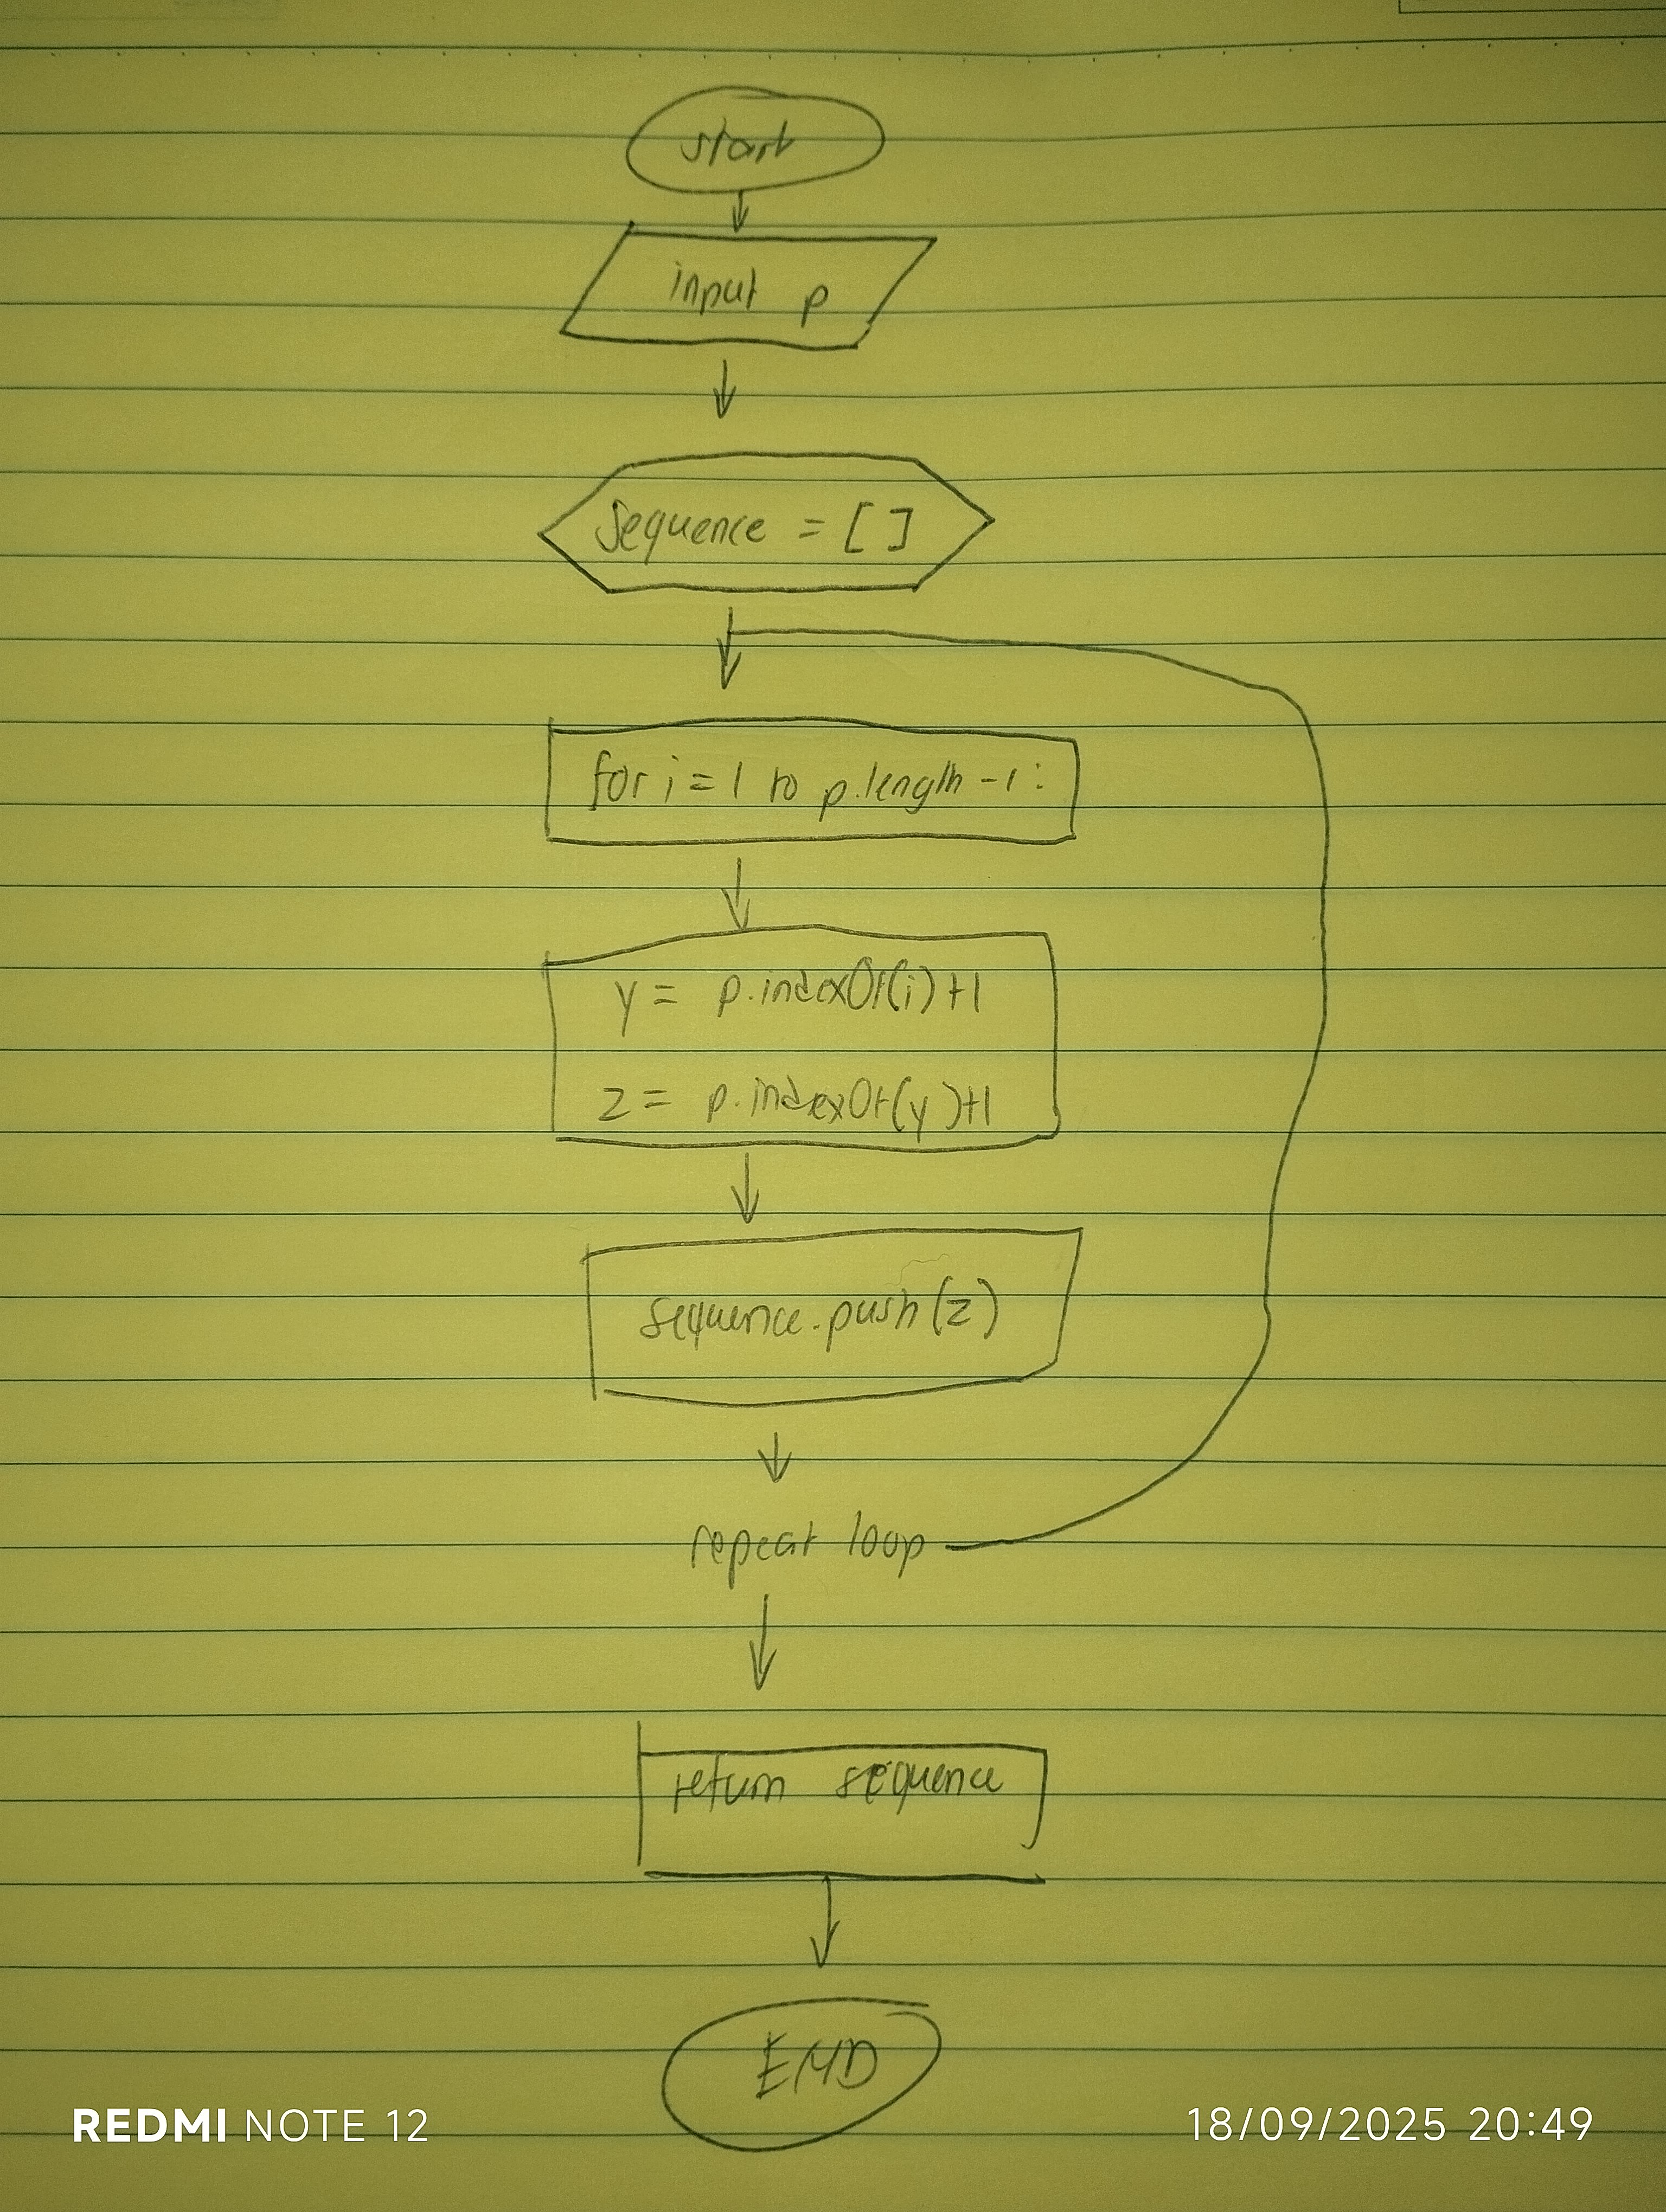 start
input p
Sequence = [ ]
for i = 1 to p.length - 1 :
y = p.indexOf(i)+1
z = p.indexOf(y)+1
sequence.push(z)
repeat loop
return sequence
END
REDMI NOTE 12
18/09/2025 20:49